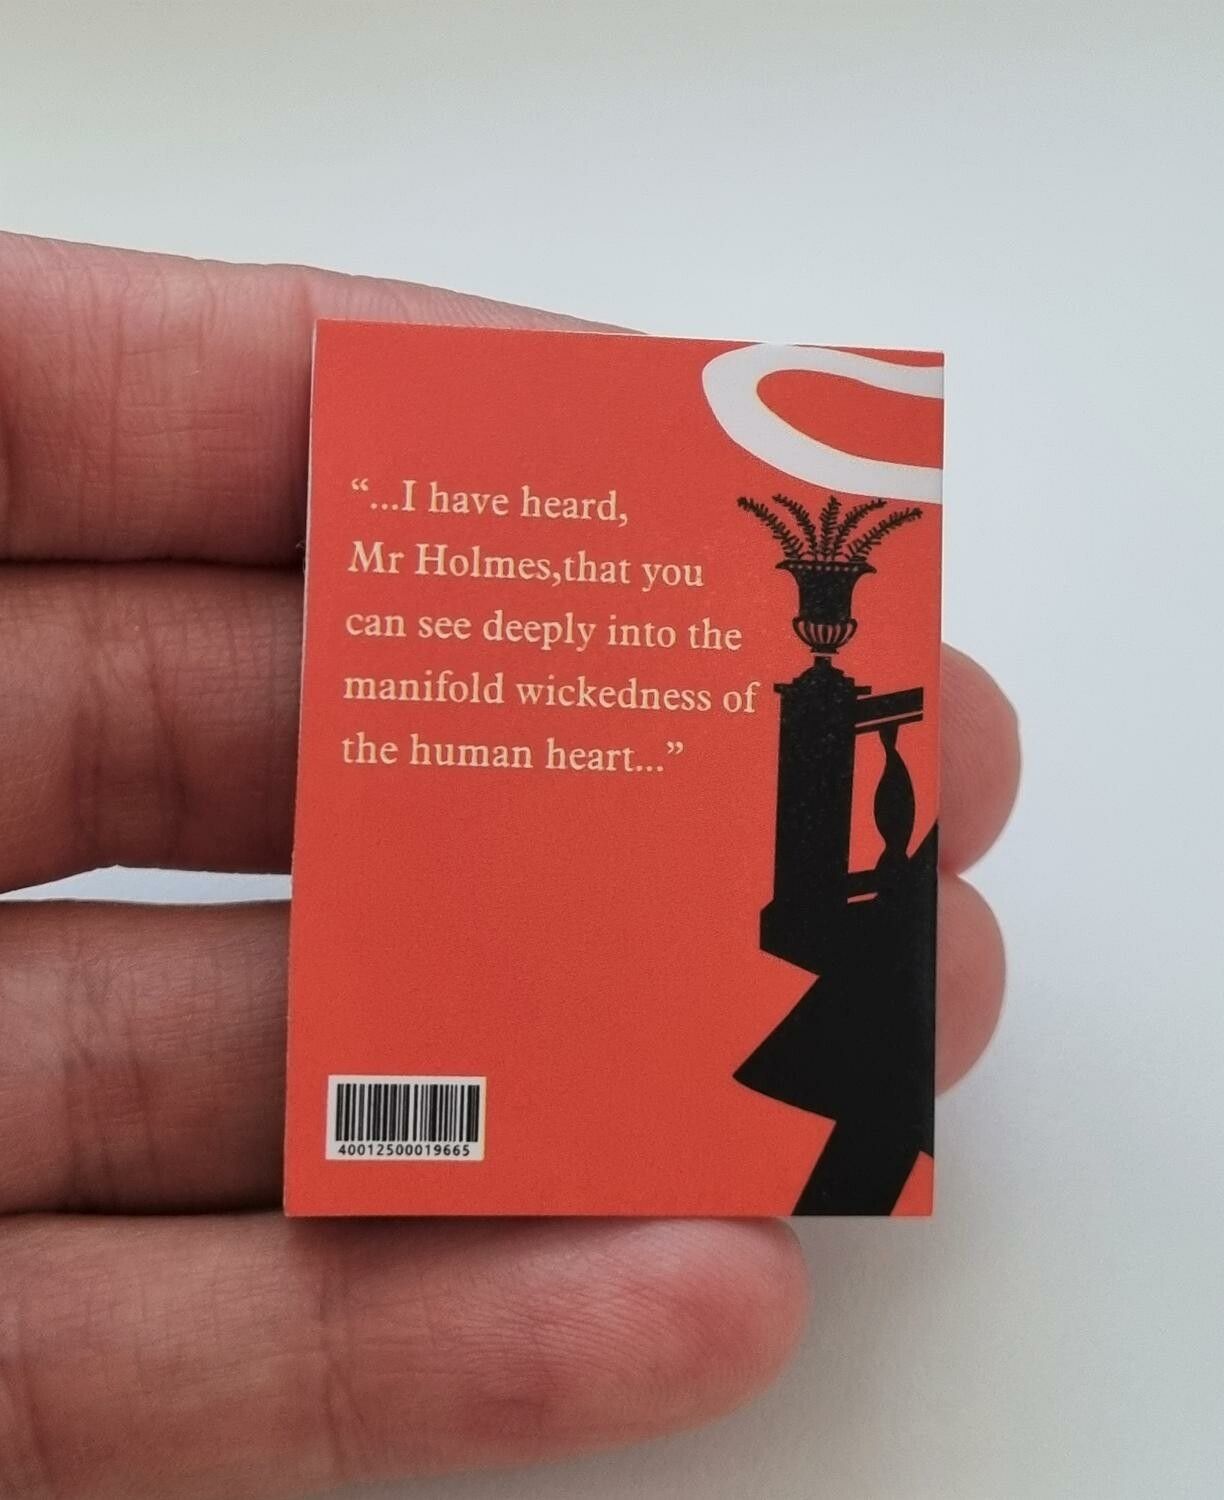 “...I have heard,
Mr Holmes,that you
can see deeply into the
manifold wickedness of
the human heart...”
40012500019665